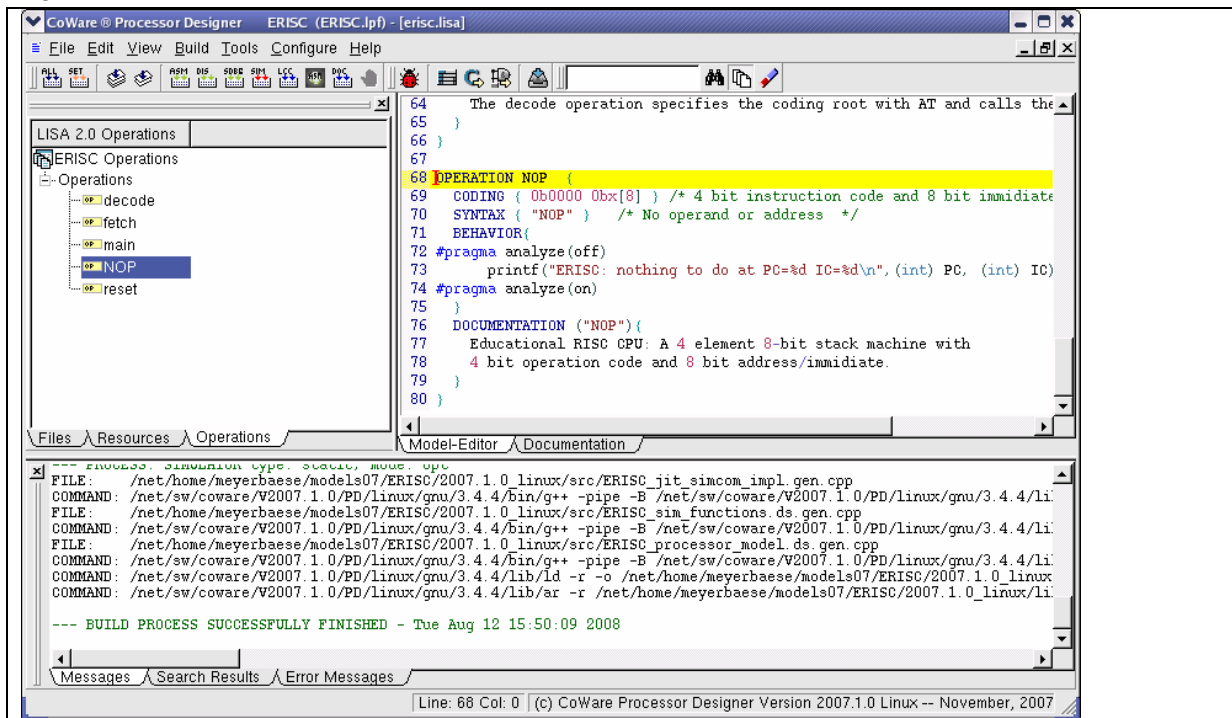 CoWare ® Processor Designer ERISC (ERISC.lpf) - [erisc.lisa]
File Edit View Build Tools Configure Help
ALL SET ASM DIS SDBG SIM LCC ASM DOC
LISA 2.0 Operations
ERISC Operations
Operations
decode
fetch
main
NOP
reset
Files Resources Operations
64 The decode operation specifies the coding root with AT and calls the
65 }
66 }
67
68 OPERATION NOP {
69 CODING { 0b0000 0bx[8] } /* 4 bit instruction code and 8 bit immidiate
70 SYNTAX { "NOP" } /* No operand or address */
71 BEHAVIOR{
72 #pragma analyze(off)
73 printf("ERISC: nothing to do at PC=%d IC=%d\n",(int) PC, (int) IC)
74 #pragma analyze(on)
75 }
76 DOCUMENTATION ("NOP"){
77 Educational RISC CPU: A 4 element 8-bit stack machine with
78 4 bit operation code and 8 bit address/immidiate.
79 }
80 }
Model-Editor Documentation
--- PROCESS: SIMULATOR type: static, mode: opt
FILE: /net/home/meyerbaese/models07/ERISC/2007.1.0_linux/src/ERISC_jit_simcom_impl.gen.cpp
COMMAND: /net/sw/coware/V2007.1.0/PD/linux/gnu/3.4.4/bin/g++ -pipe -B /net/sw/coware/V2007.1.0/PD/linux/gnu/3.4.4/li
FILE: /net/home/meyerbaese/models07/ERISC/2007.1.0_linux/src/ERISC_sim_functions.ds.gen.cpp
COMMAND: /net/sw/coware/V2007.1.0/PD/linux/gnu/3.4.4/bin/g++ -pipe -B /net/sw/coware/V2007.1.0/PD/linux/gnu/3.4.4/li
FILE: /net/home/meyerbaese/models07/ERISC/2007.1.0_linux/src/ERISC_processor_model.ds.gen.cpp
COMMAND: /net/sw/coware/V2007.1.0/PD/linux/gnu/3.4.4/bin/g++ -pipe -B /net/sw/coware/V2007.1.0/PD/linux/gnu/3.4.4/li
COMMAND: /net/sw/coware/V2007.1.0/PD/linux/gnu/3.4.4/lib/ld -r -o /net/home/meyerbaese/models07/ERISC/2007.1.0_linux
COMMAND: /net/sw/coware/V2007.1.0/PD/linux/gnu/3.4.4/lib/ar -r /net/home/meyerbaese/models07/ERISC/2007.1.0_linux/li
--- BUILD PROCESS SUCCESSFULLY FINISHED - Tue Aug 12 15:50:09 2008
Messages Search Results Error Messages
Line: 68 Col: 0 (c) CoWare Processor Designer Version 2007.1.0 Linux -- November, 2007